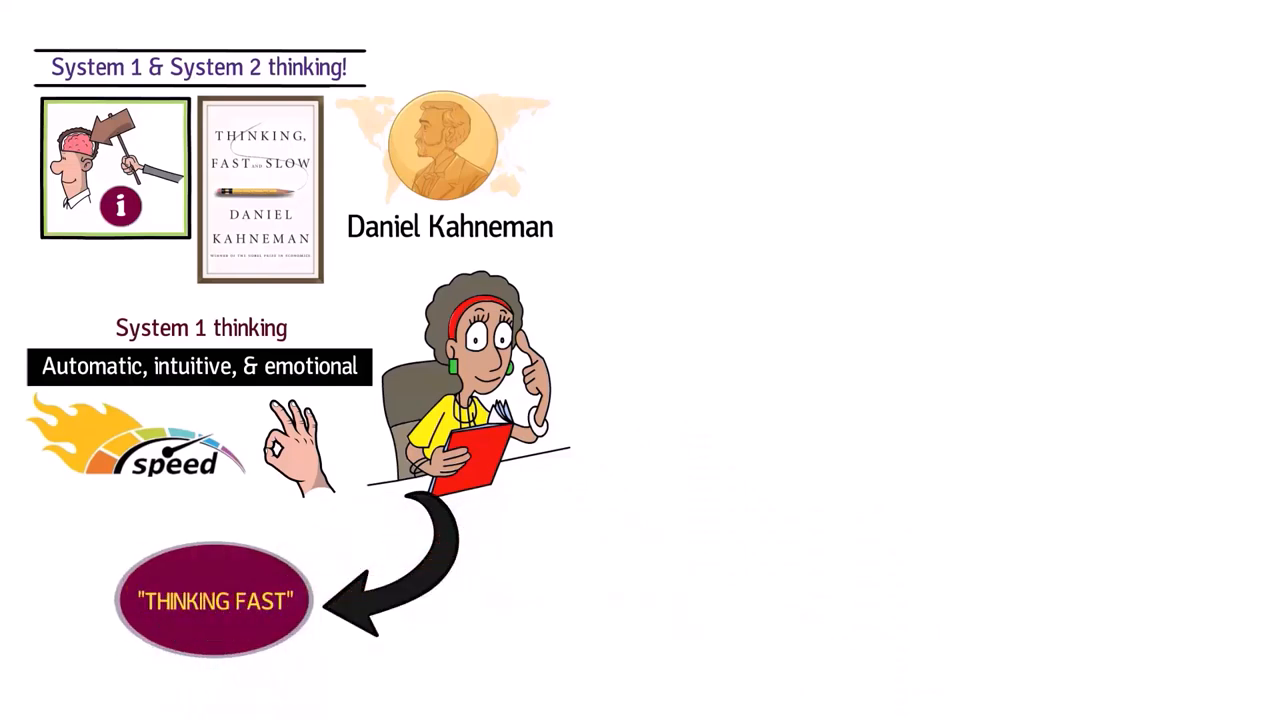 System 1 & System 2 thinking!
THINKING,
FAST AND SLOW
DANIEL
KAHNEMAN
WINNER OF THE NOBEL PRIZE IN ECONOMICS
i
Daniel Kahneman
System 1 thinking
Automatic, intuitive, & emotional
speed
"THINKING FAST"